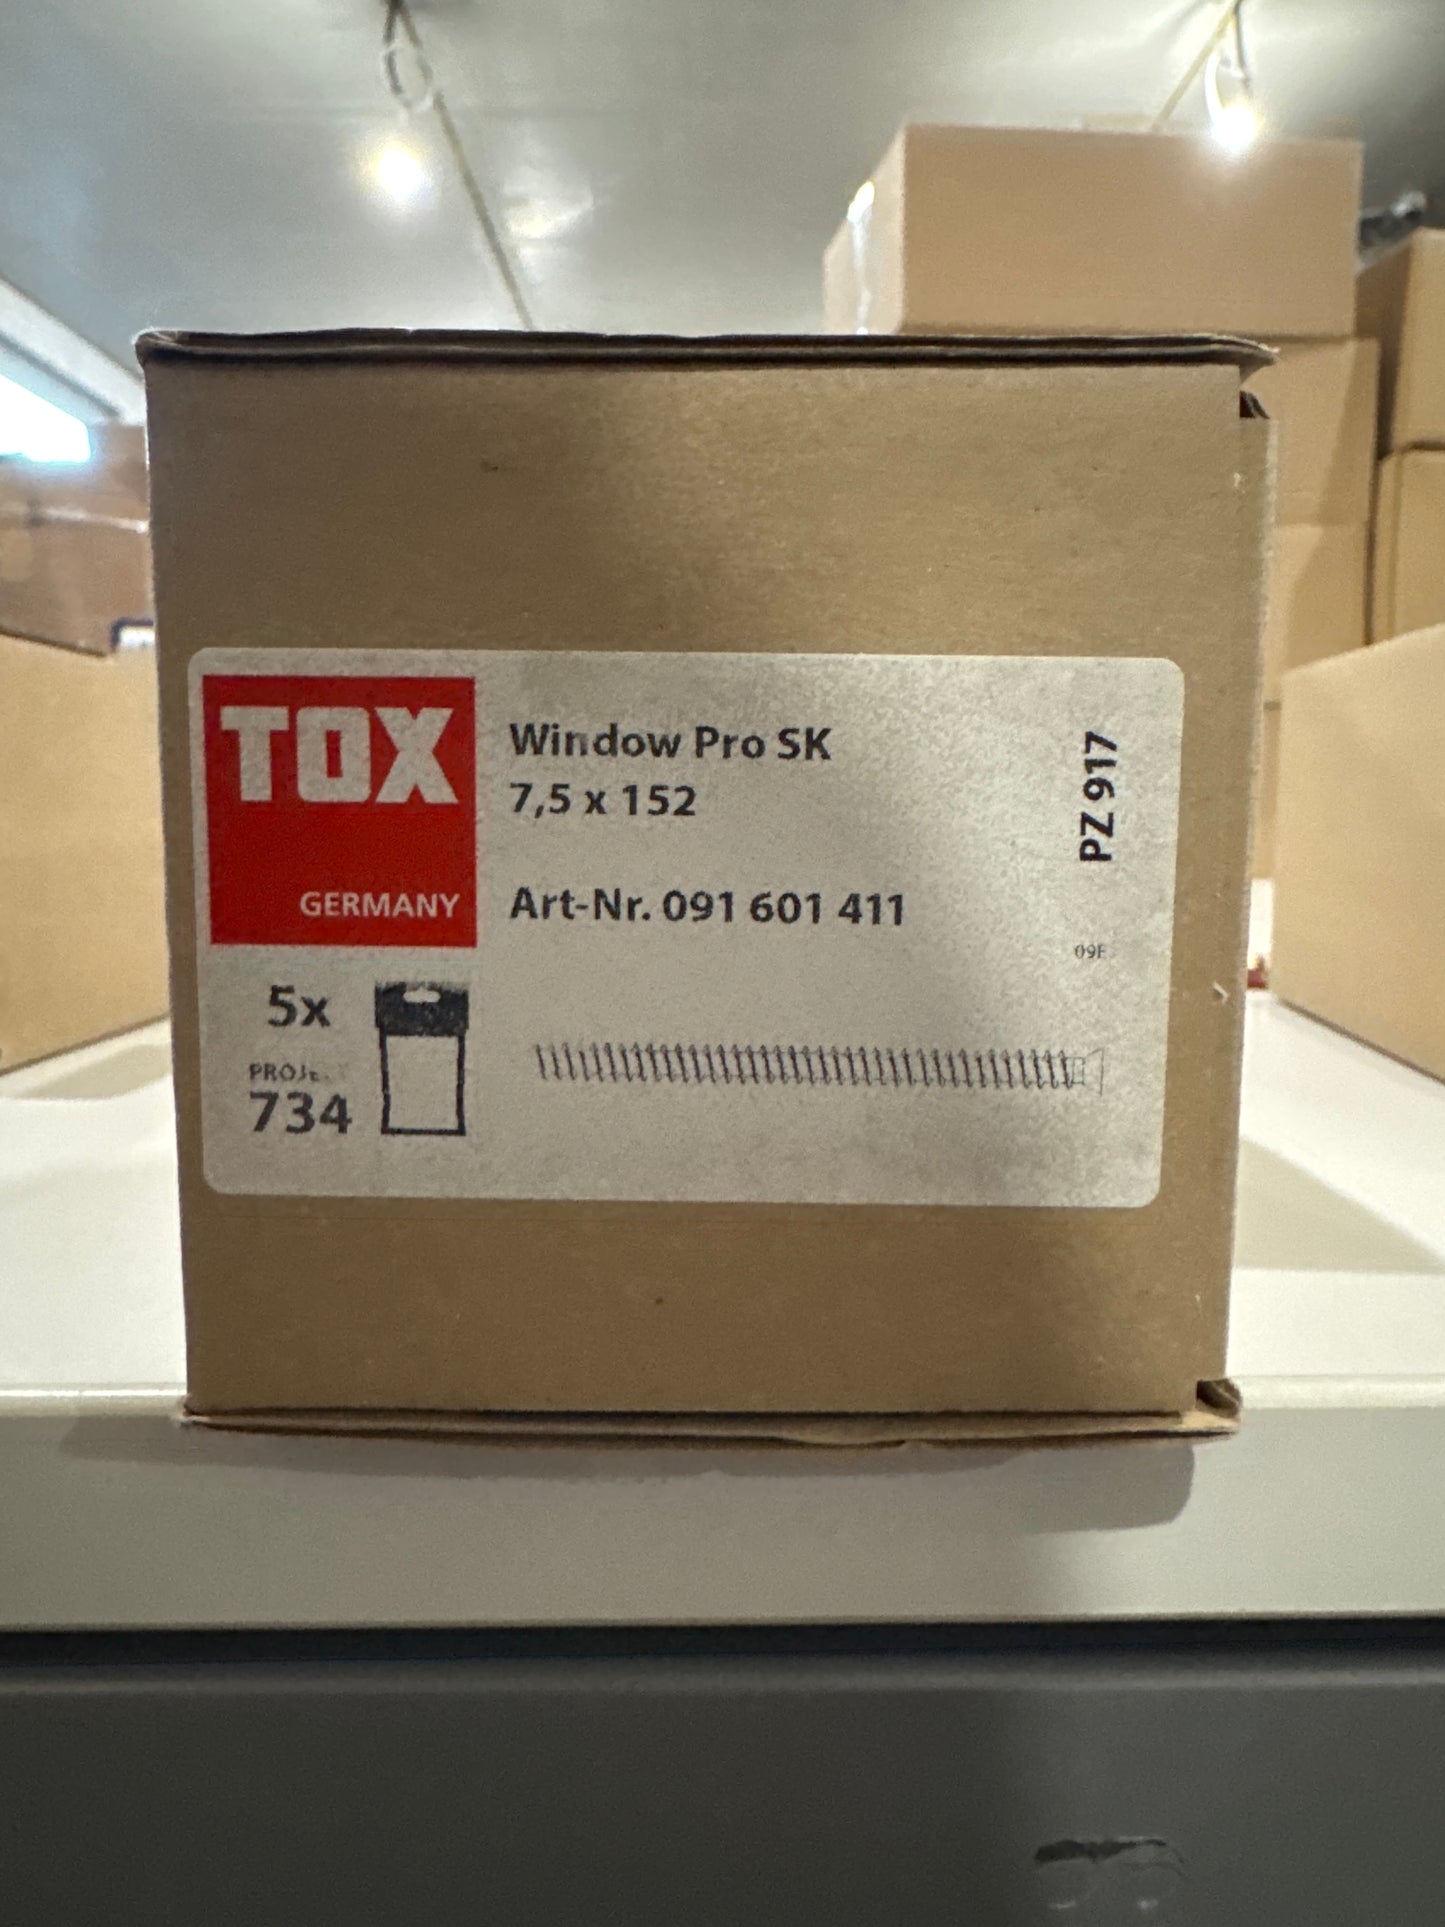 TOX
GERMANY
Window Pro SK
7,5 x 152
Art-Nr. 091 601 411
PZ 917
09E
5x
734